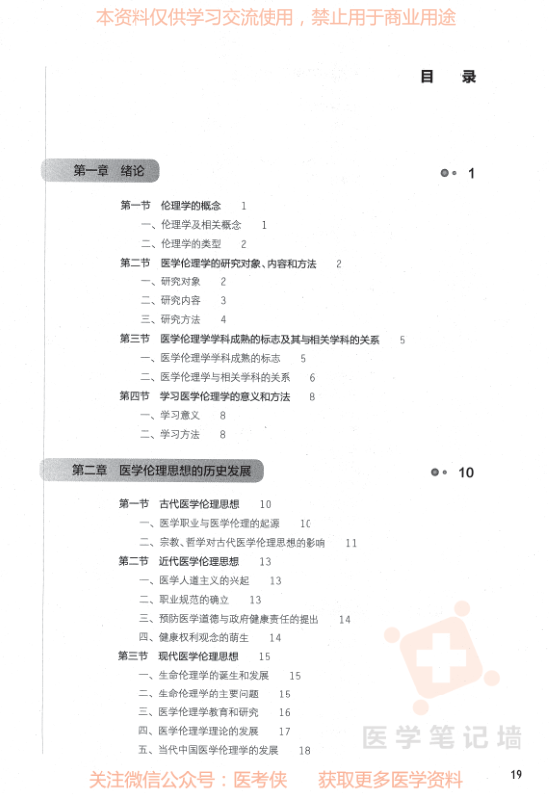 本资料仅供学习交流使用，禁止用于商业用途
目 录
第一章 绪论 1
第一节 伦理学的概念 1
一、伦理学及相关概念 1
二、伦理学的类型 2
第二节 医学伦理学的研究对象、内容和方法 2
一、研究对象 2
二、研究内容 3
三、研究方法 4
第三节 医学伦理学学科成熟的标志及其与相关学科的关系 5
一、医学伦理学学科成熟的标志 5
二、医学伦理学与相关学科的关系 6
第四节 学习医学伦理学的意义和方法 8
一、学习意义 8
二、学习方法 8
第二章 医学伦理思想的历史发展 10
第一节 古代医学伦理思想 10
一、医学职业与医学伦理的起源 10
二、宗教、哲学对古代医学伦理思想的影响 11
第二节 近代医学伦理思想 13
一、医学人道主义的兴起 13
二、职业规范的确立 13
三、预防医学道德与政府健康责任的提出 14
四、健康权利观念的萌生 14
第三节 现代医学伦理思想 15
一、生命伦理学的诞生和发展 15
二、生命伦理学的主要问题 15
三、医学伦理学教育和研究 16
四、医学伦理学理论的发展 17
五、当代中国医学伦理学的发展 18
医学笔记墙
19
关注微信公众号：医考侠 获取更多医学资料